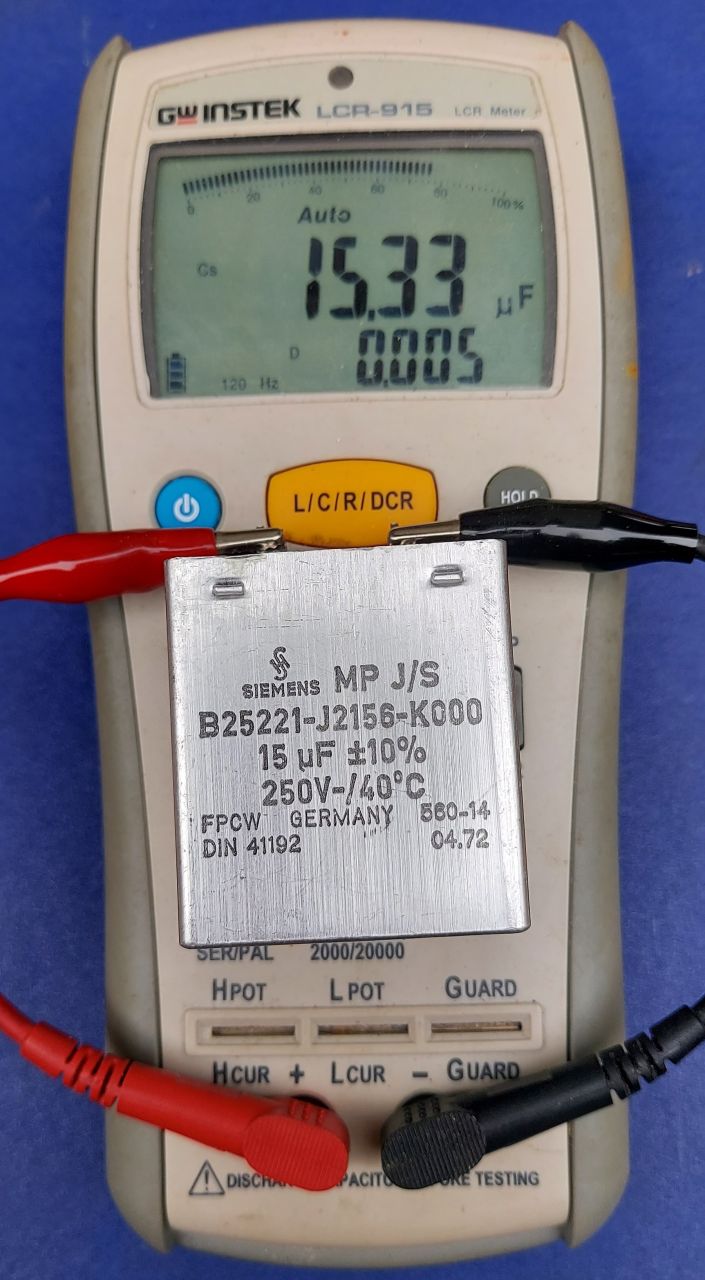 GW INSTEK LCR-915 LCR Meter
0 20 40 60 80 100%
Auto
Cs 15.33 µF
D 0.005
120 Hz
L/C/R/DCR HOLD
SIEMENS MP J/S
B25221-J2156-K000
15 µF ±10%
250V-/40°C
FPCW GERMANY 560-14
DIN 41192 04.72
SER/PAL 2000/20000
HPOT LPOT GUARD
HCUR + LCUR - GUARD
TESTING